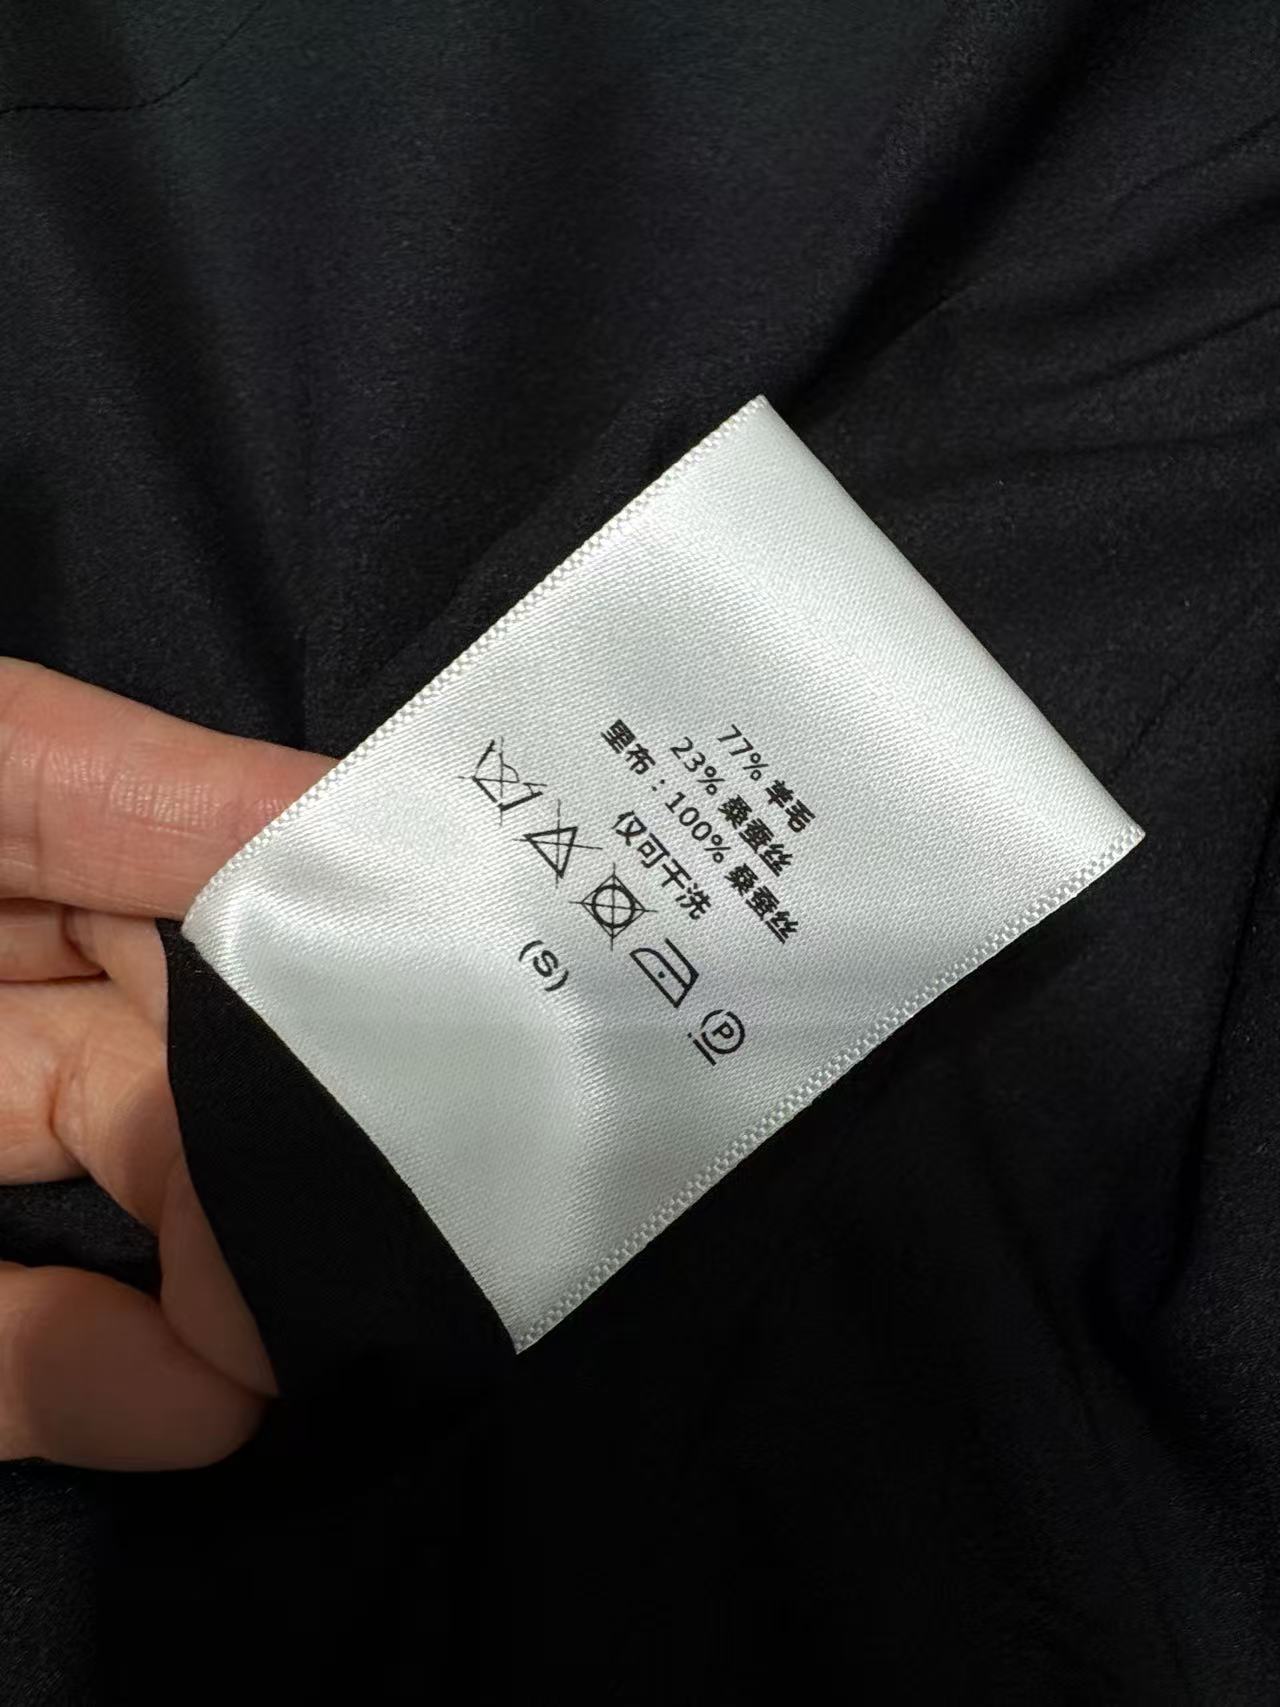 77% 羊毛
23% 桑蚕丝
里布：100% 桑蚕丝
仅可干洗
P
(S)